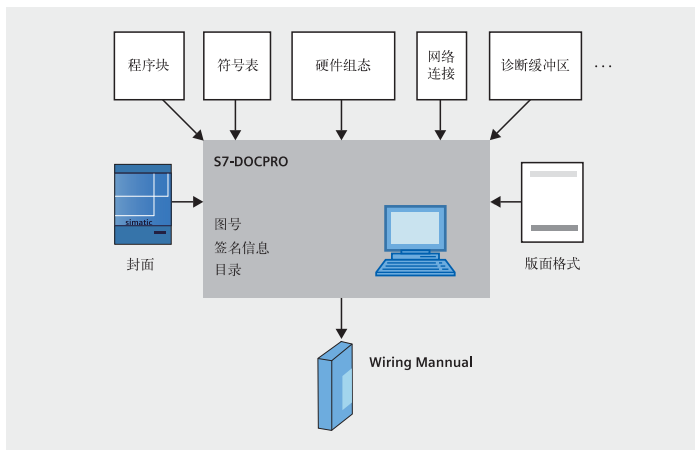 程序块
符号表
硬件组态
网络
连接
诊断缓冲区
...
S7-DOCPRO
simatic
图号
签名信息
目录
封面
版面格式
Wiring Mannual